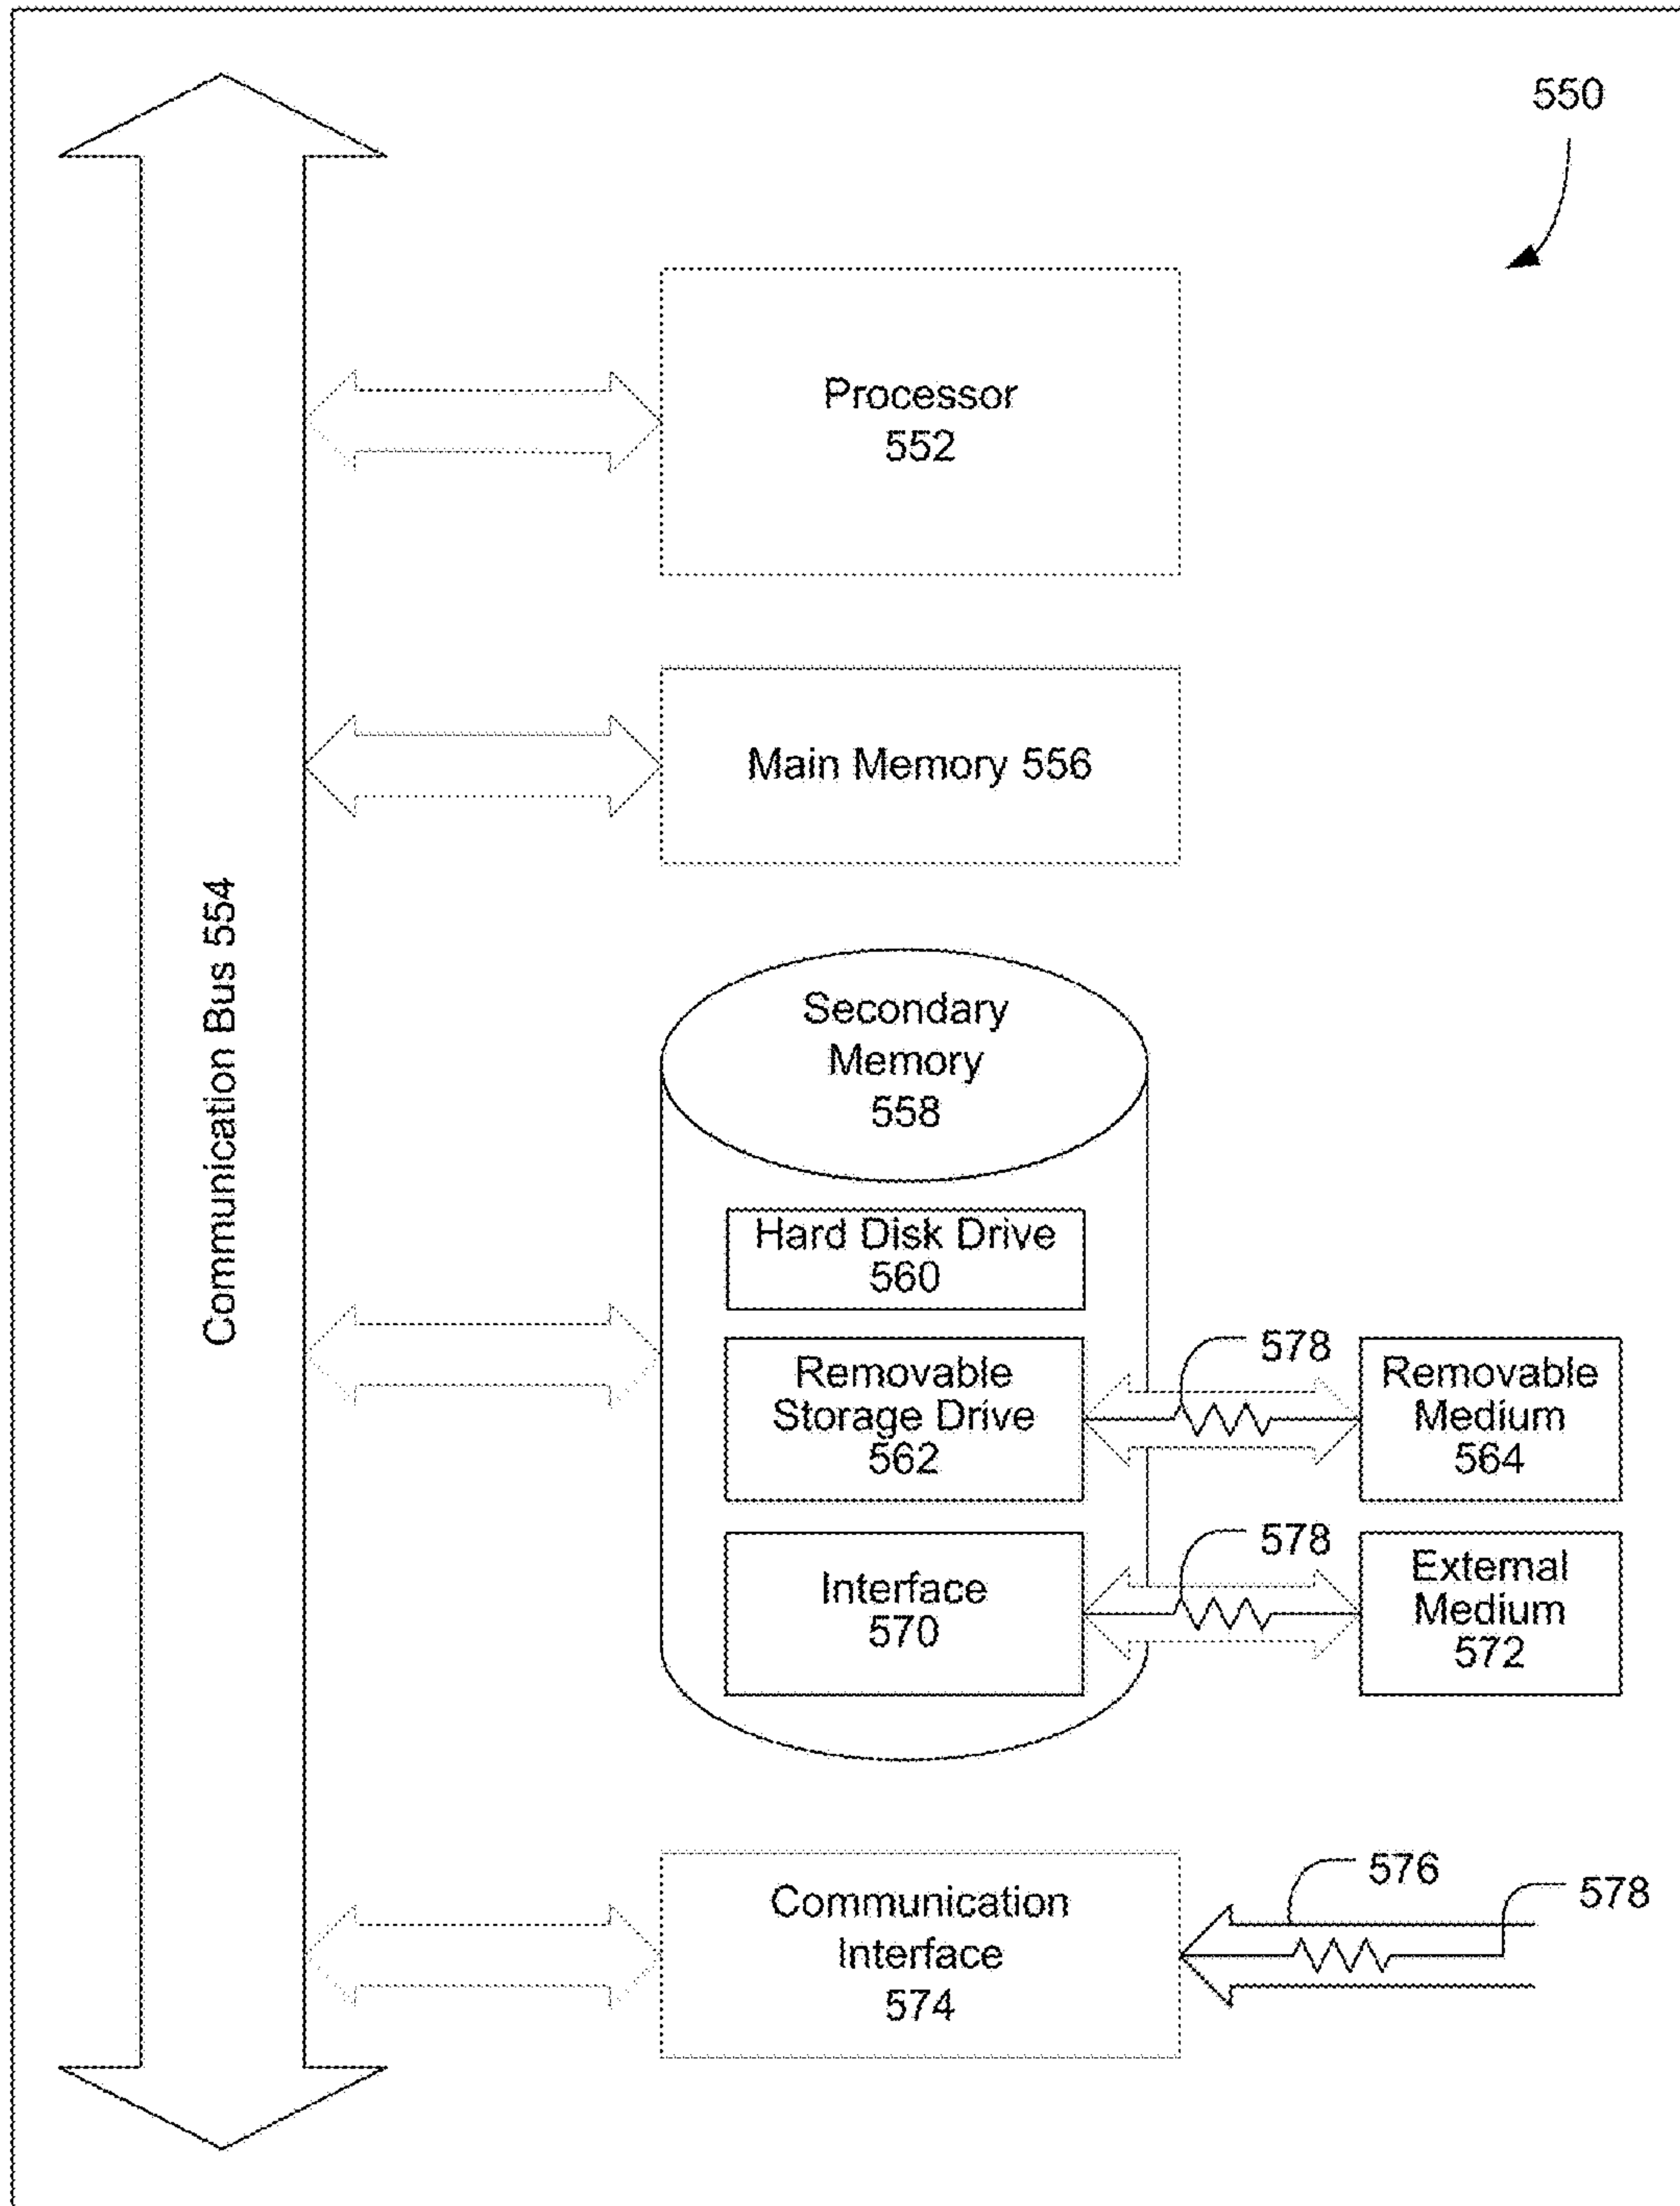 550
Processor
552
Main Memory 556
Communication Bus 554
Secondary
Memory
558
Hard Disk Drive
560
Removable
Storage Drive
562
578
Removable
Medium
564
Interface
570
578
External
Medium
572
Communication
Interface
574
576
578